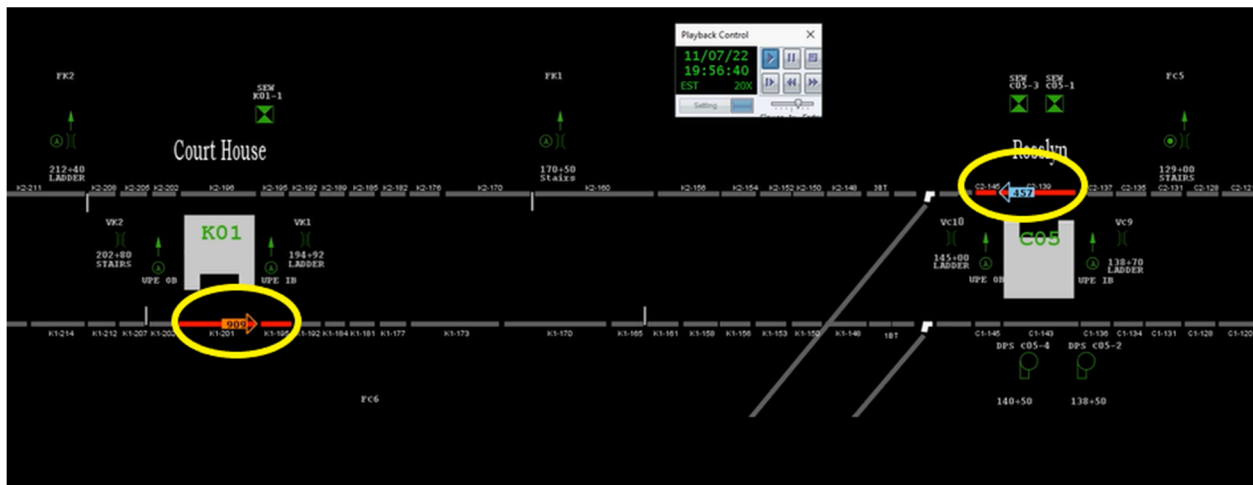 Playback Control
11/07/22
19:56:40
EST 20X
Setting
FK2
FK1
FC5
SEW
K01-1
SEW SEW
C05-3 C05-1
Court House
Rosslyn
212+40
LADDER
170+50
Stairs
129+00
STAIRS
K2-211 K2-208 K2-205 K2-202 K2-196 K2-195 K2-192 K2-189 K2-185 K2-182 K2-176 K2-170 K2-160 K2-156 K2-154 K2-152 K2-150 K2-148 3BT C2-145 C2-139 C2-137 C2-135 C2-131 C2-128
457
VK2
K01
VK1
Vc10
C05
Vc9
202+80
STAIRS
194+92
LADDER
145+00
LADDER
138+70
LADDER
UPE OB
UPE IB
UPE OB
UPE IB
909
K1-214 K1-212 K1-207 K1-202 K1-201 K1-195 K1-192 K1-184 K1-181 K1-177 K1-173 K1-170 K1-165 K1-161 K1-158 K1-156 K1-153 K1-150 K1-148 1BT C1-145 C1-143 C1-136 C1-134 C1-131 C1-128 C1-120
DPS C05-4 DPS C05-2
140+50 138+50
FC6